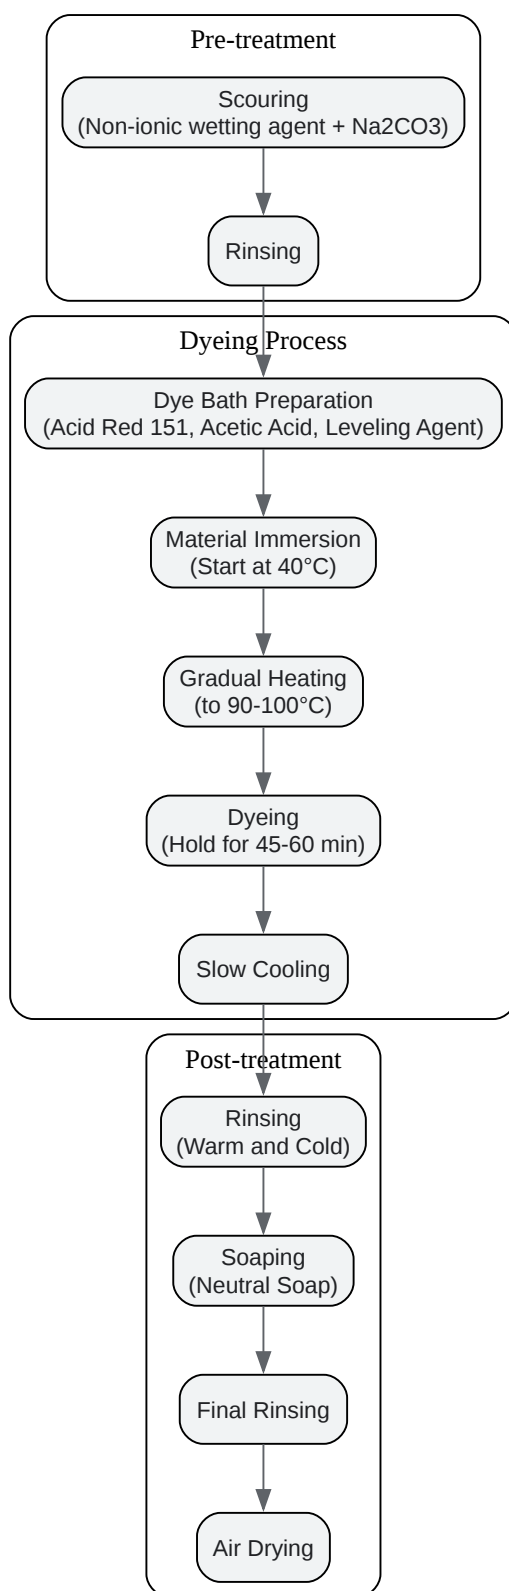 Pre-treatment
Scouring
(Non-ionic wetting agent + Na2CO3)
Rinsing
Dyeing Process
Dye Bath Preparation
(Acid Red 151, Acetic Acid, Leveling Agent)
Material Immersion
(Start at 40°C)
Gradual Heating
(to 90-100°C)
Dyeing
(Hold for 45-60 min)
Slow Cooling
Post-treatment
Rinsing
(Warm and Cold)
Soaping
(Neutral Soap)
Final Rinsing
Air Drying